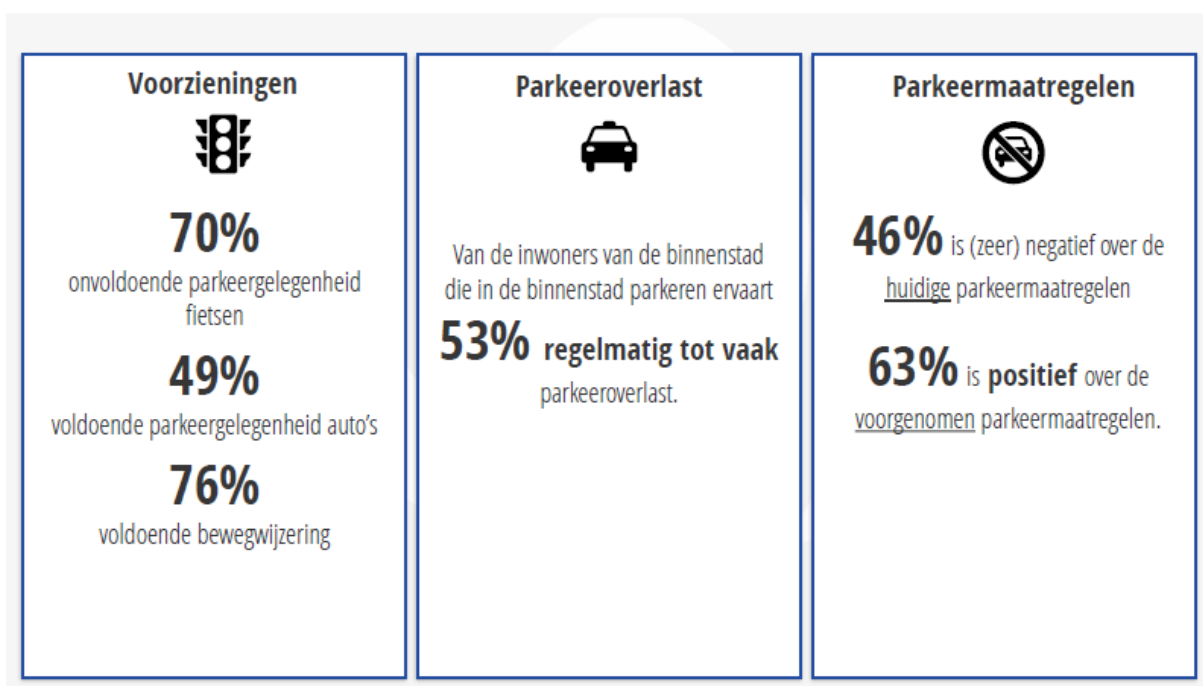 Voorzieningen
70%
onvoldoende parkeergelegenheid
fietsen
49%
voldoende parkeergelegenheid auto's
76%
voldoende bewegwijzering
Parkeeroverlast
Van de inwoners van de binnenstad
die in de binnenstad parkeren ervaart
53% regelmatig tot vaak
parkeeroverlast.
Parkeermaatregelen
46% is (zeer) negatief over de
huidige parkeermaatregelen
63% is positief over de
voorgenomen parkeermaatregelen.